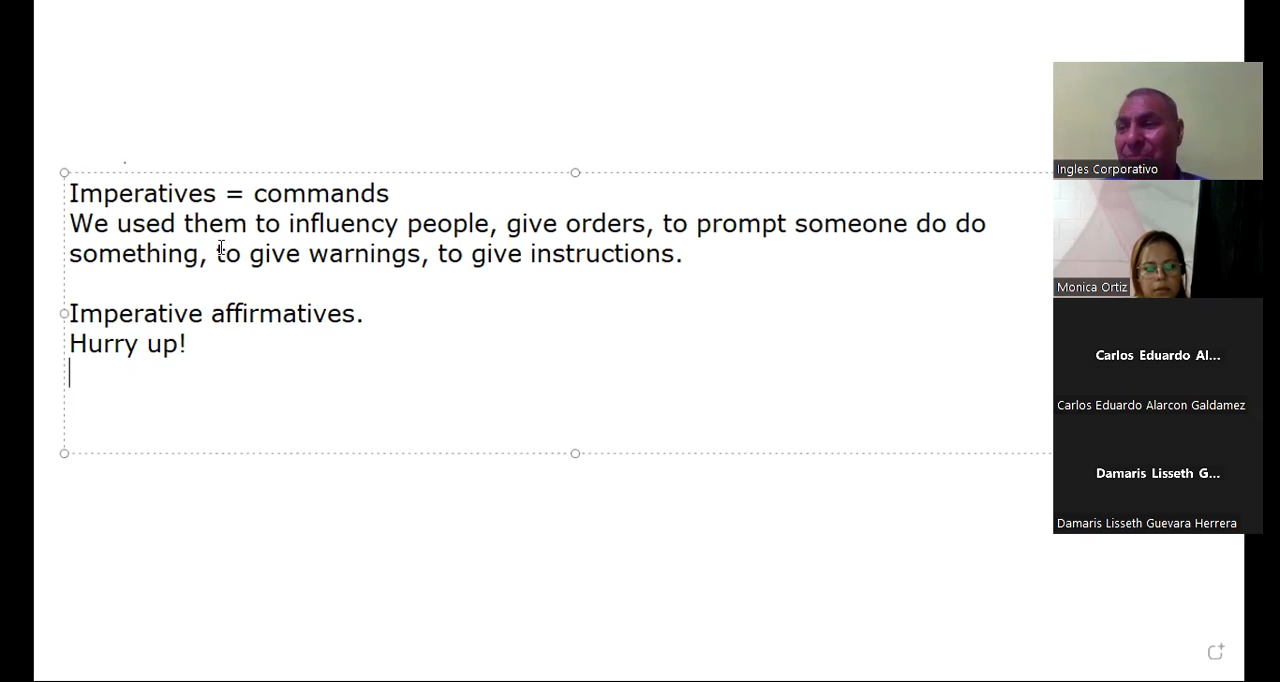 Imperatives = commands
We used them to influency people, give orders, to prompt someone do do
something, to give warnings, to give instructions.
Imperative affirmatives.
Hurry up!
Ingles Corporativo
Monica Ortiz
Carlos Eduardo Al...
Carlos Eduardo Alarcon Galdamez
Damaris Lisseth G...
Damaris Lisseth Guevara Herrera